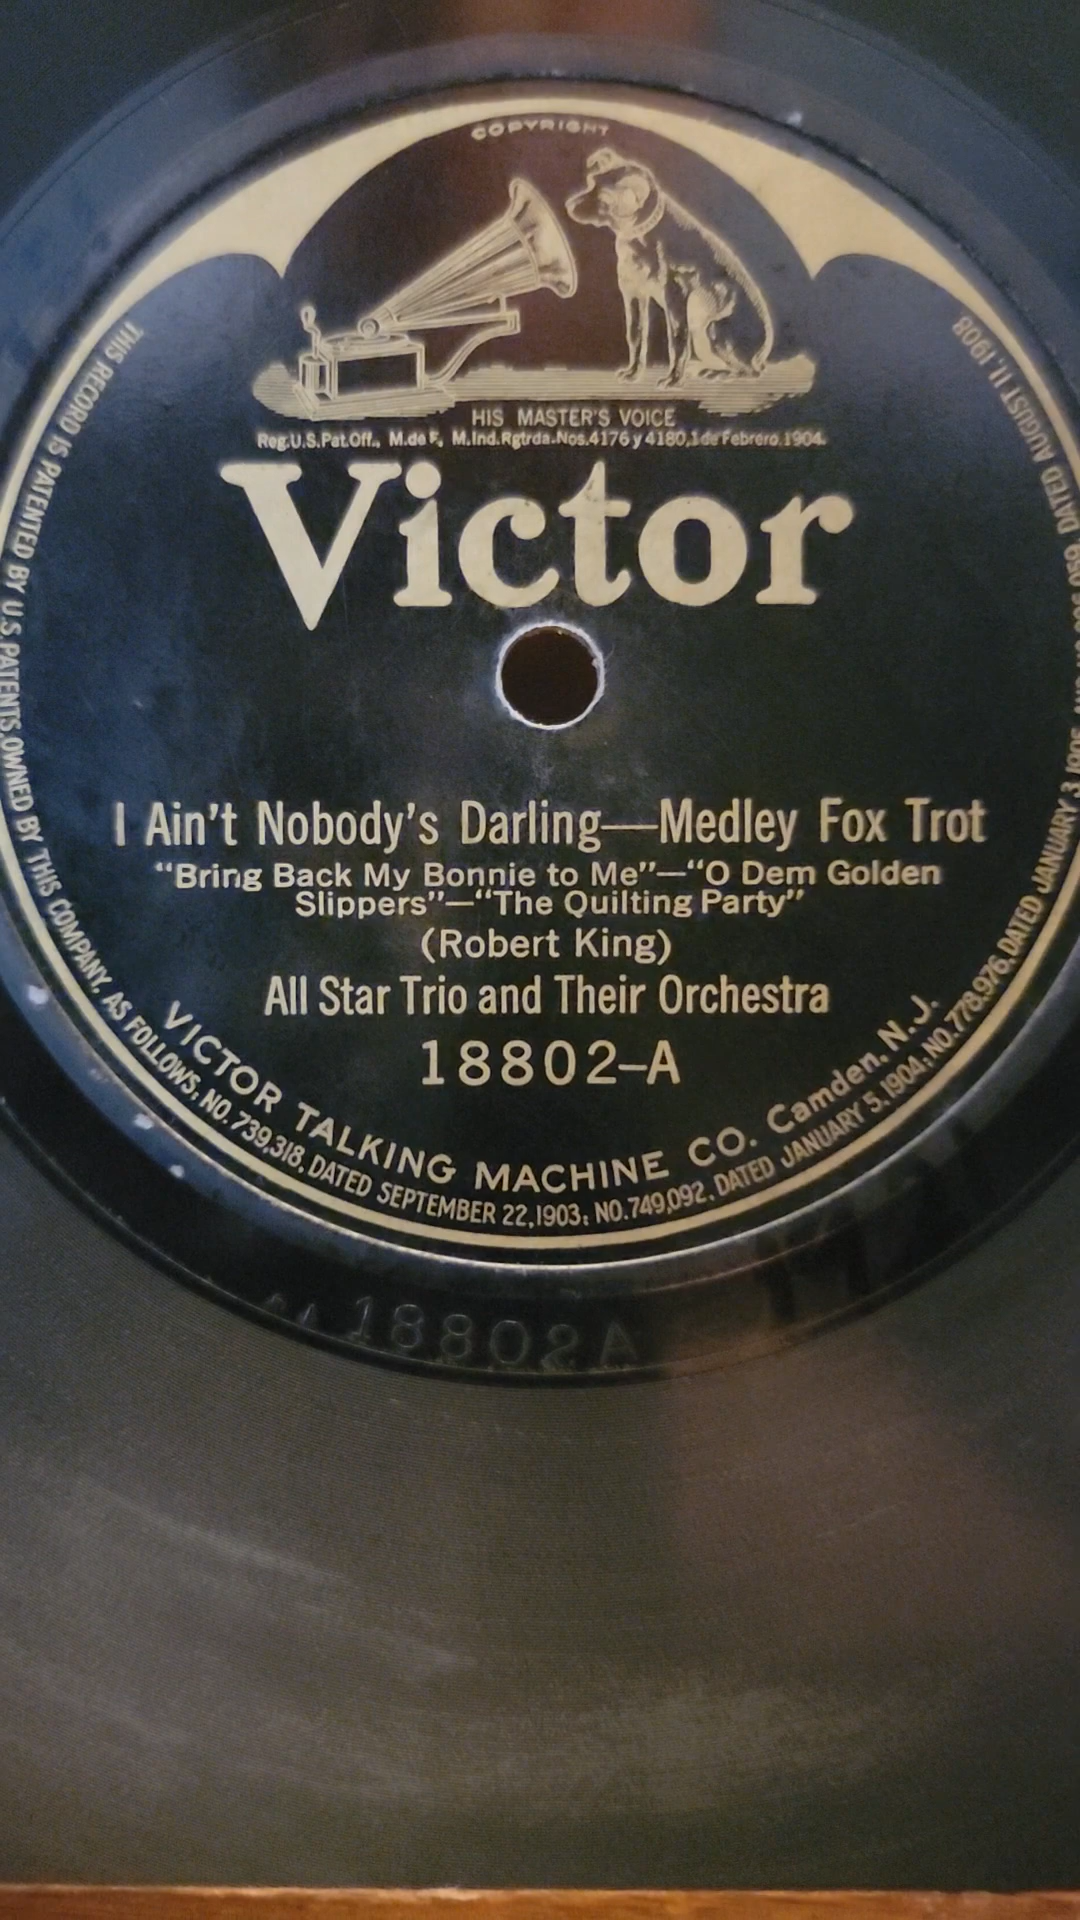 COPYRIGHT
HIS MASTER'S VOICE
Reg.U.S.Pat.Off., M.de F., M.Ind.Rgtrda.Nos.4176 y 4180,1 de Febrero.1904.
Victor
I Ain't Nobody's Darling—Medley Fox Trot
"Bring Back My Bonnie to Me"—"O Dem Golden
Slippers"—"The Quilting Party"
(Robert King)
All Star Trio and Their Orchestra
18802-A
VICTOR TALKING MACHINE CO. Camden, N.J.
THIS RECORD IS PATENTED BY U.S. PATENTS, OWNED BY THIS COMPANY, AS FOLLOWS; NO. 739,318, DATED SEPTEMBER 22,1903; NO.749,092, DATED JANUARY 5,1904; NO.778,976, DATED JANUARY 3, 1905, DATED AUGUST 11, 1908
18802A